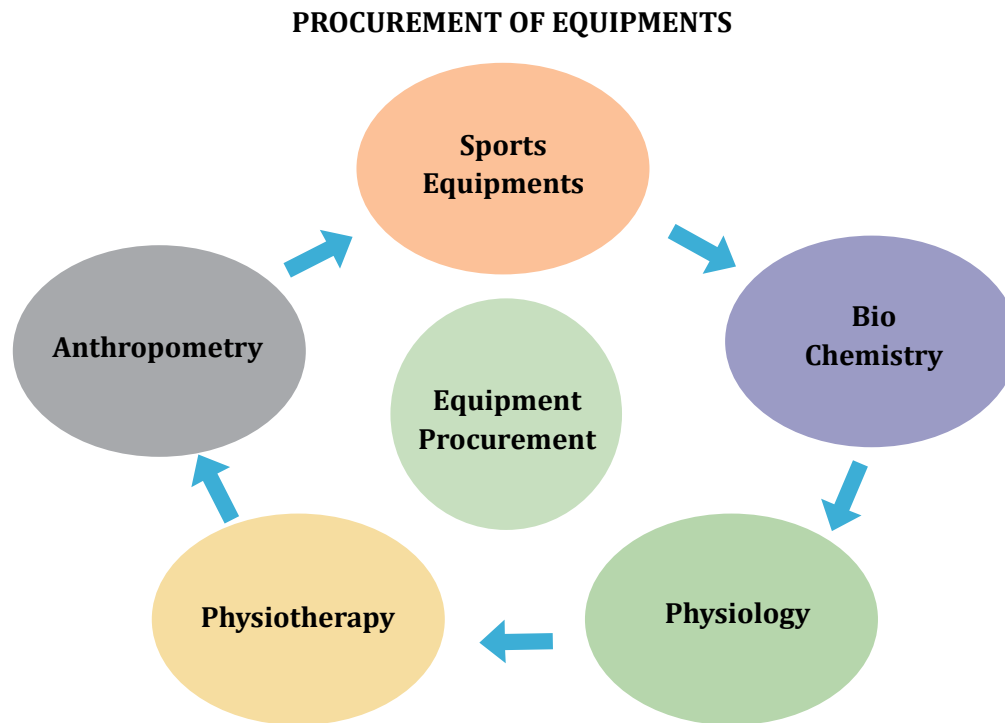 PROCUREMENT OF EQUIPMENTS
Sports
Equipments
Bio
Chemistry
Physiology
Physiotherapy
Anthropometry
Equipment
Procurement